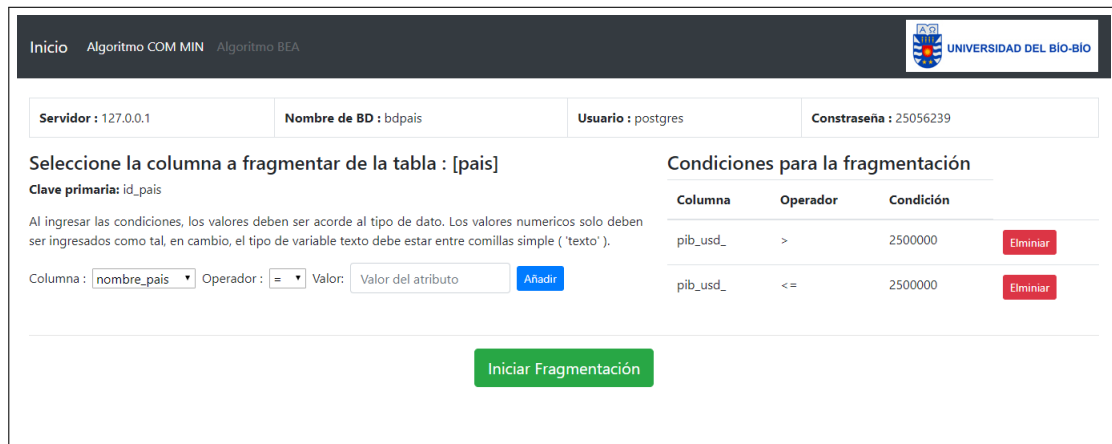 Inicio Algoritmo COM MIN Algoritmo BEA
UNIVERSIDAD DEL BÍO-BÍO
Servidor : 127.0.0.1 Nombre de BD : bdpais Usuario : postgres Constraseña : 25056239
Seleccione la columna a fragmentar de la tabla : [pais]
Clave primaria: id_pais
Al ingresar las condiciones, los valores deben ser acorde al tipo de dato. Los valores numericos solo deben
ser ingresados como tal, en cambio, el tipo de variable texto debe estar entre comillas simple ( 'texto' ).
Columna : nombre_pais Operador : = Valor: Valor del atributo Añadir
Condiciones para la fragmentación
Columna Operador Condición
pib_usd_ > 2500000 Elminiar
pib_usd_ <= 2500000 Elminiar
Iniciar Fragmentación